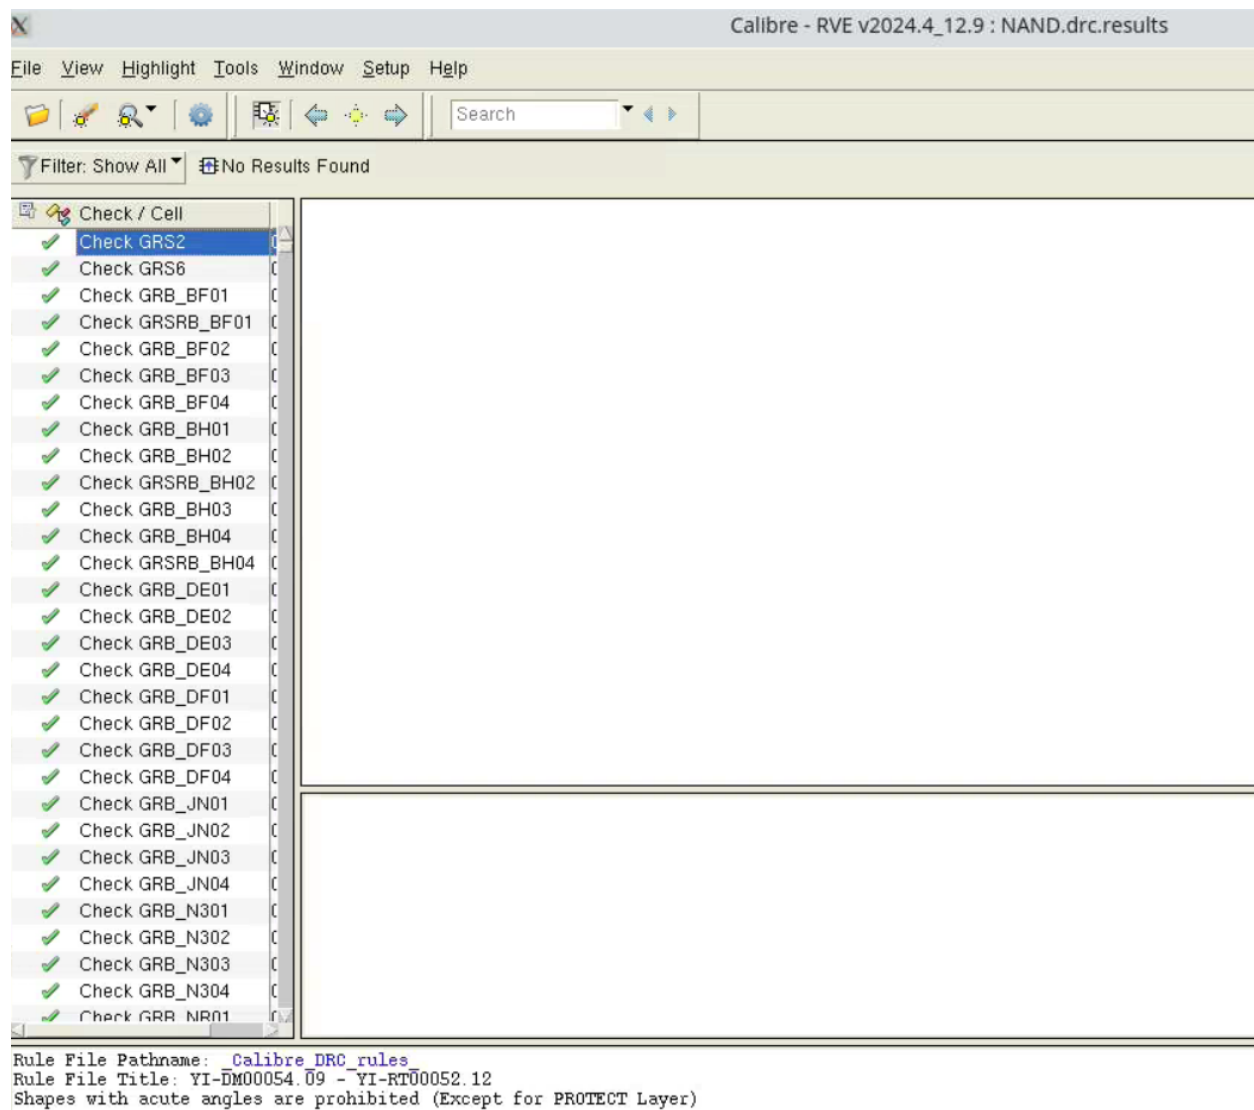 Calibre - RVE v2024.4_12.9 : NAND.drc.results
File View Highlight Tools Window Setup Help
Search
Filter: Show All No Results Found
Check / Cell
Check GRS2
Check GRS6
Check GRB_BF01
Check GRSRB_BF01
Check GRB_BF02
Check GRB_BF03
Check GRB_BF04
Check GRB_BH01
Check GRB_BH02
Check GRSRB_BH02
Check GRB_BH03
Check GRB_BH04
Check GRSRB_BH04
Check GRB_DE01
Check GRB_DE02
Check GRB_DE03
Check GRB_DE04
Check GRB_DF01
Check GRB_DF02
Check GRB_DF03
Check GRB_DF04
Check GRB_JN01
Check GRB_JN02
Check GRB_JN03
Check GRB_JN04
Check GRB_N301
Check GRB_N302
Check GRB_N303
Check GRB_N304
Check GRB_NR01
Rule File Pathname: _Calibre_DRC_rules_
Rule File Title: YI-DM00054.09 - YI-RT00052.12
Shapes with acute angles are prohibited (Except for PROTECT Layer)